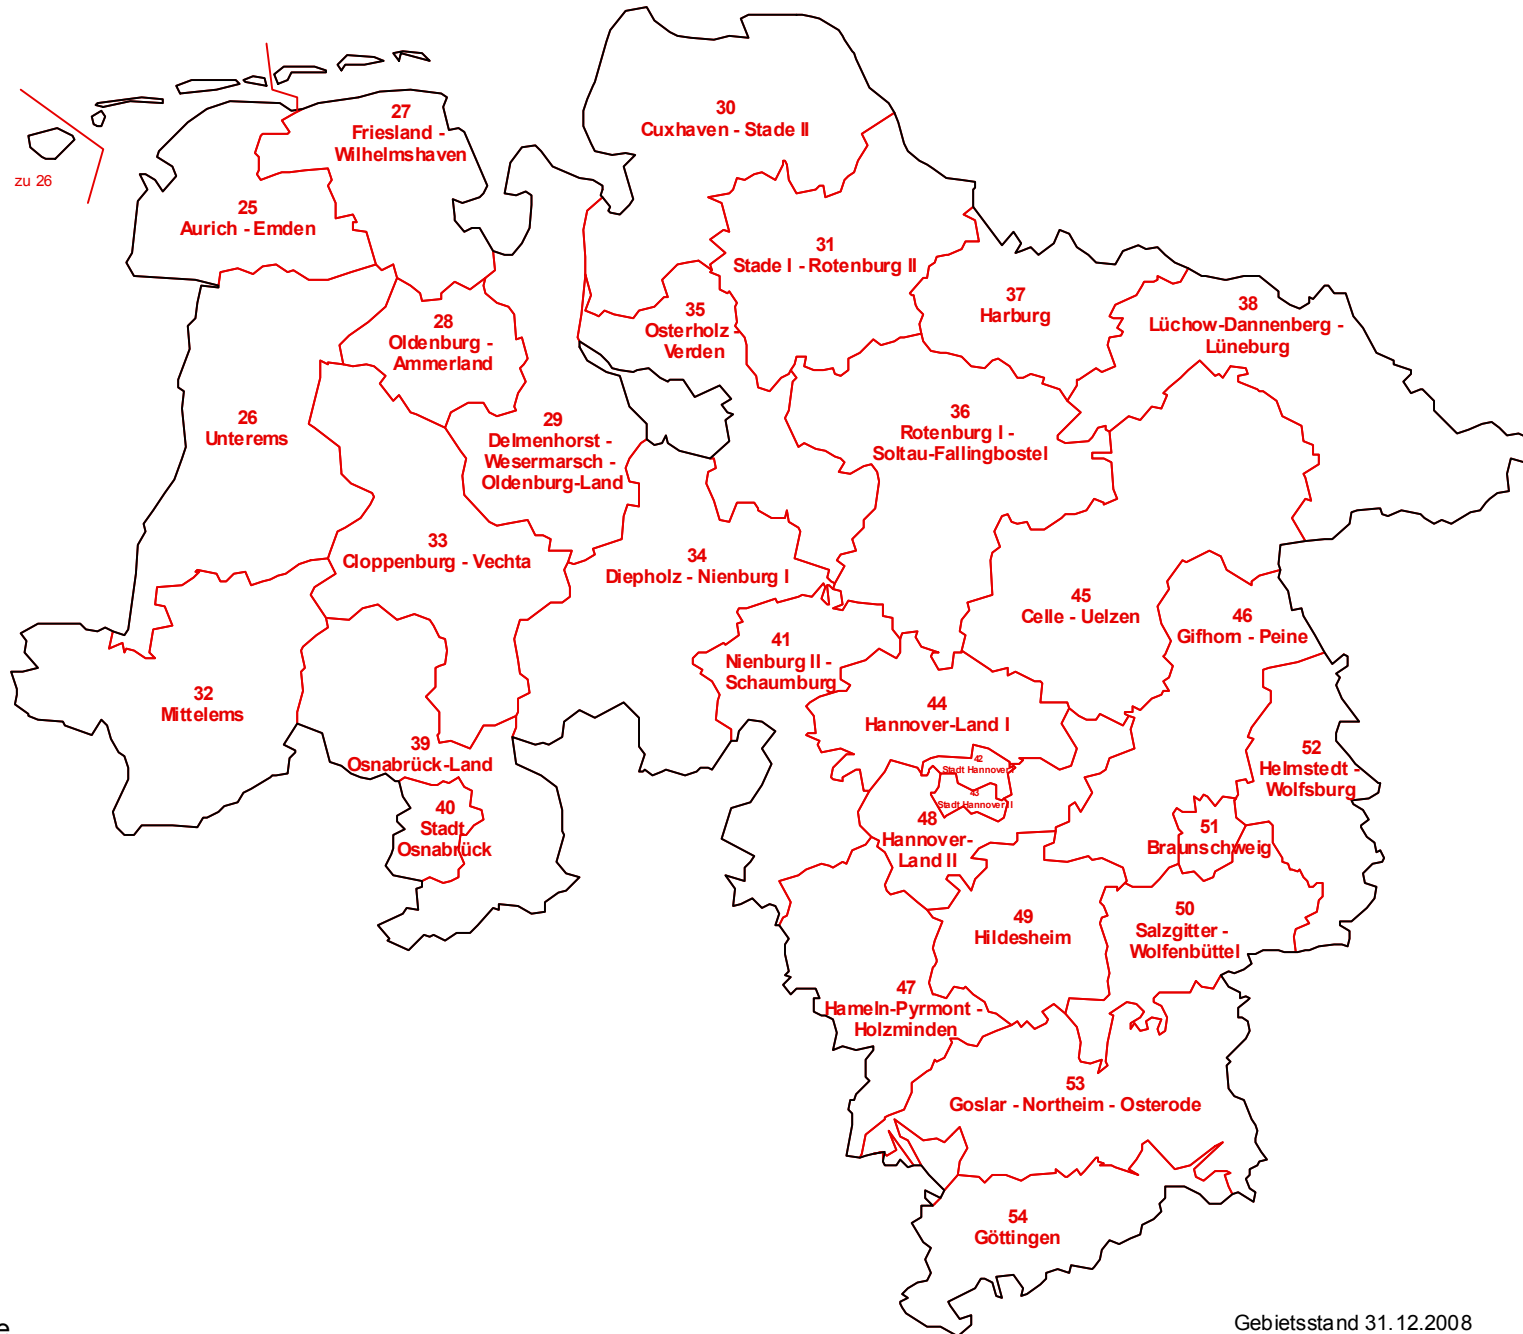 27
Friesland -
Wilhelmshaven
zu 26
25
Aurich - Emden
30
Cuxhaven - Stade II
31
Stade I - Rotenburg II
28
Oldenburg -
Ammerland
35
Osterholz -
Verden
37
Harburg
38
Lüchow-Dannenberg -
Lüneburg
26
Unterems
29
Delmenhorst -
Wesermarsch -
Oldenburg-Land
36
Rotenburg I -
Soltau-Fallingbostel
33
Cloppenburg - Vechta
34
Diepholz - Nienburg I
45
Celle - Uelzen
46
Gifhorn - Peine
32
Mittelems
41
Nienburg II -
Schaumburg
44
Hannover-Land I
39
Osnabrück-Land
42
Stadt Hannover I
43
Stadt Hannover II
52
Helmstedt -
Wolfsburg
40
Stadt
Osnabrück
48
Hannover-
Land II
51
Braunschweig
49
Hildesheim
50
Salzgitter -
Wolfenbüttel
47
Hameln-Pyrmont -
Holzminden
53
Goslar - Northeim - Osterode
54
Göttingen
e
Gebietsstand 31.12.2008